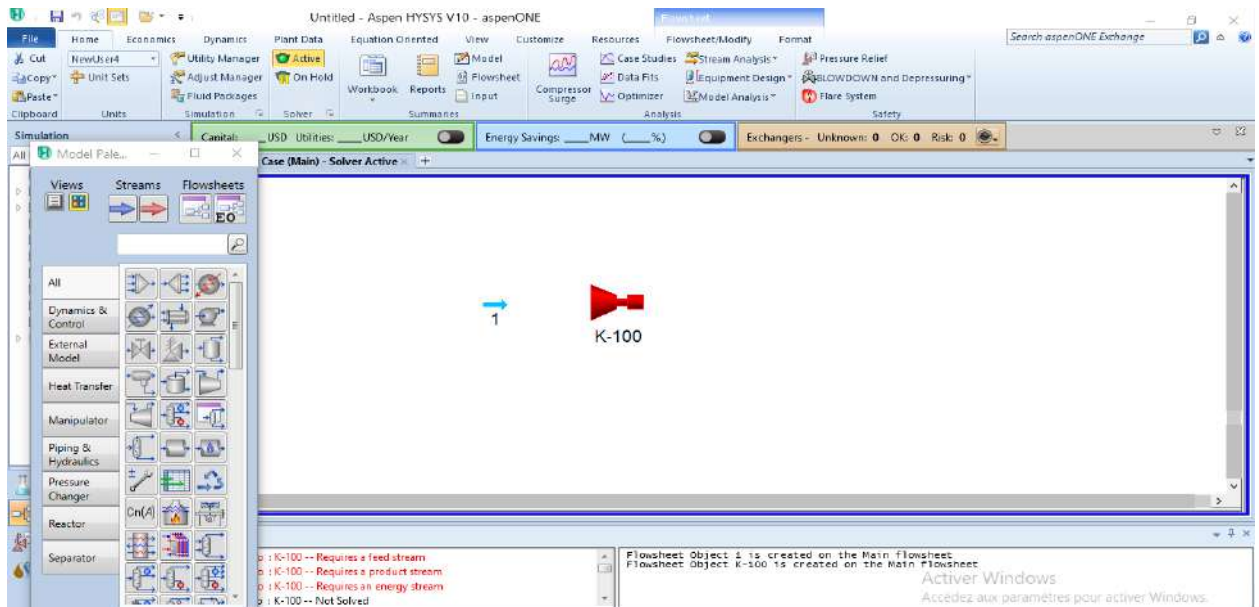 Untitled - Aspen HYSYS V10 - aspenONE
Flowsheet
File Home Economics Dynamics Plant Data Equation Oriented View Customize Resources Flowsheet/Modify Format
Search aspenONE Exchange
Cut
Copy
Paste
Clipboard
NewUser4
Unit Sets
Units
Utility Manager
Adjust Manager
Fluid Packages
Simulation
Active
On Hold
Solver
Workbook Reports
Model
Flowsheet
Input
Summaries
Compressor
Surge
Case Studies
Data Fits
Optimizer
Stream Analysis
Equipment Design
Model Analysis
Analysis
Pressure Relief
BLOWDOWN and Depressuring
Flare System
Safety
Simulation
Capital: USD Utilities: ____USD/Year
Energy Savings: ____MW (____%)
Exchangers - Unknown: 0 OK: 0 Risk: 0
All
Model Pale...
Case (Main) - Solver Active
Views Streams Flowsheets
EO
All
Dynamics &
Control
External
Model
Heat Transfer
Manipulator
Piping &
Hydraulics
Pressure
Changer
Reactor
Separator
Cn(A)
1
K-100
: K-100 -- Requires a feed stream
: K-100 -- Requires a product stream
: K-100 -- Requires an energy stream
: K-100 -- Not Solved
Flowsheet Object 1 is created on the Main flowsheet
Flowsheet Object K-100 is created on the Main flowsheet
Activer Windows
Accédez aux paramètres pour activer Windows.